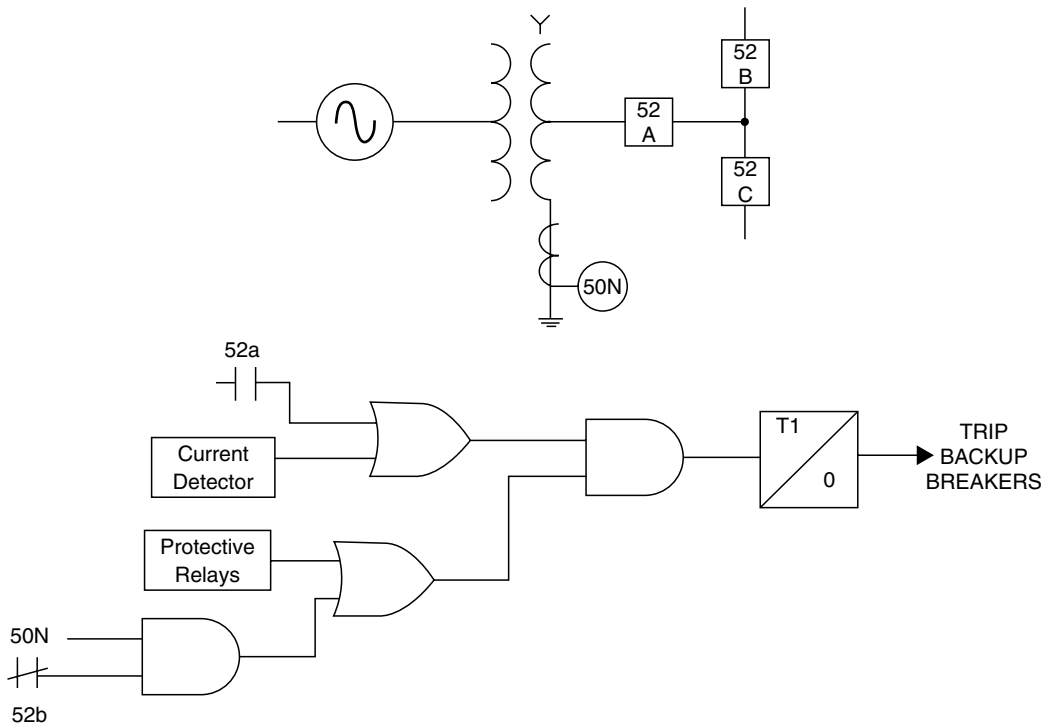 Y
52
A
52
B
52
C
50N
52a
Current
Detector
Protective
Relays
50N
52b
T1
0
TRIP
BACKUP
BREAKERS